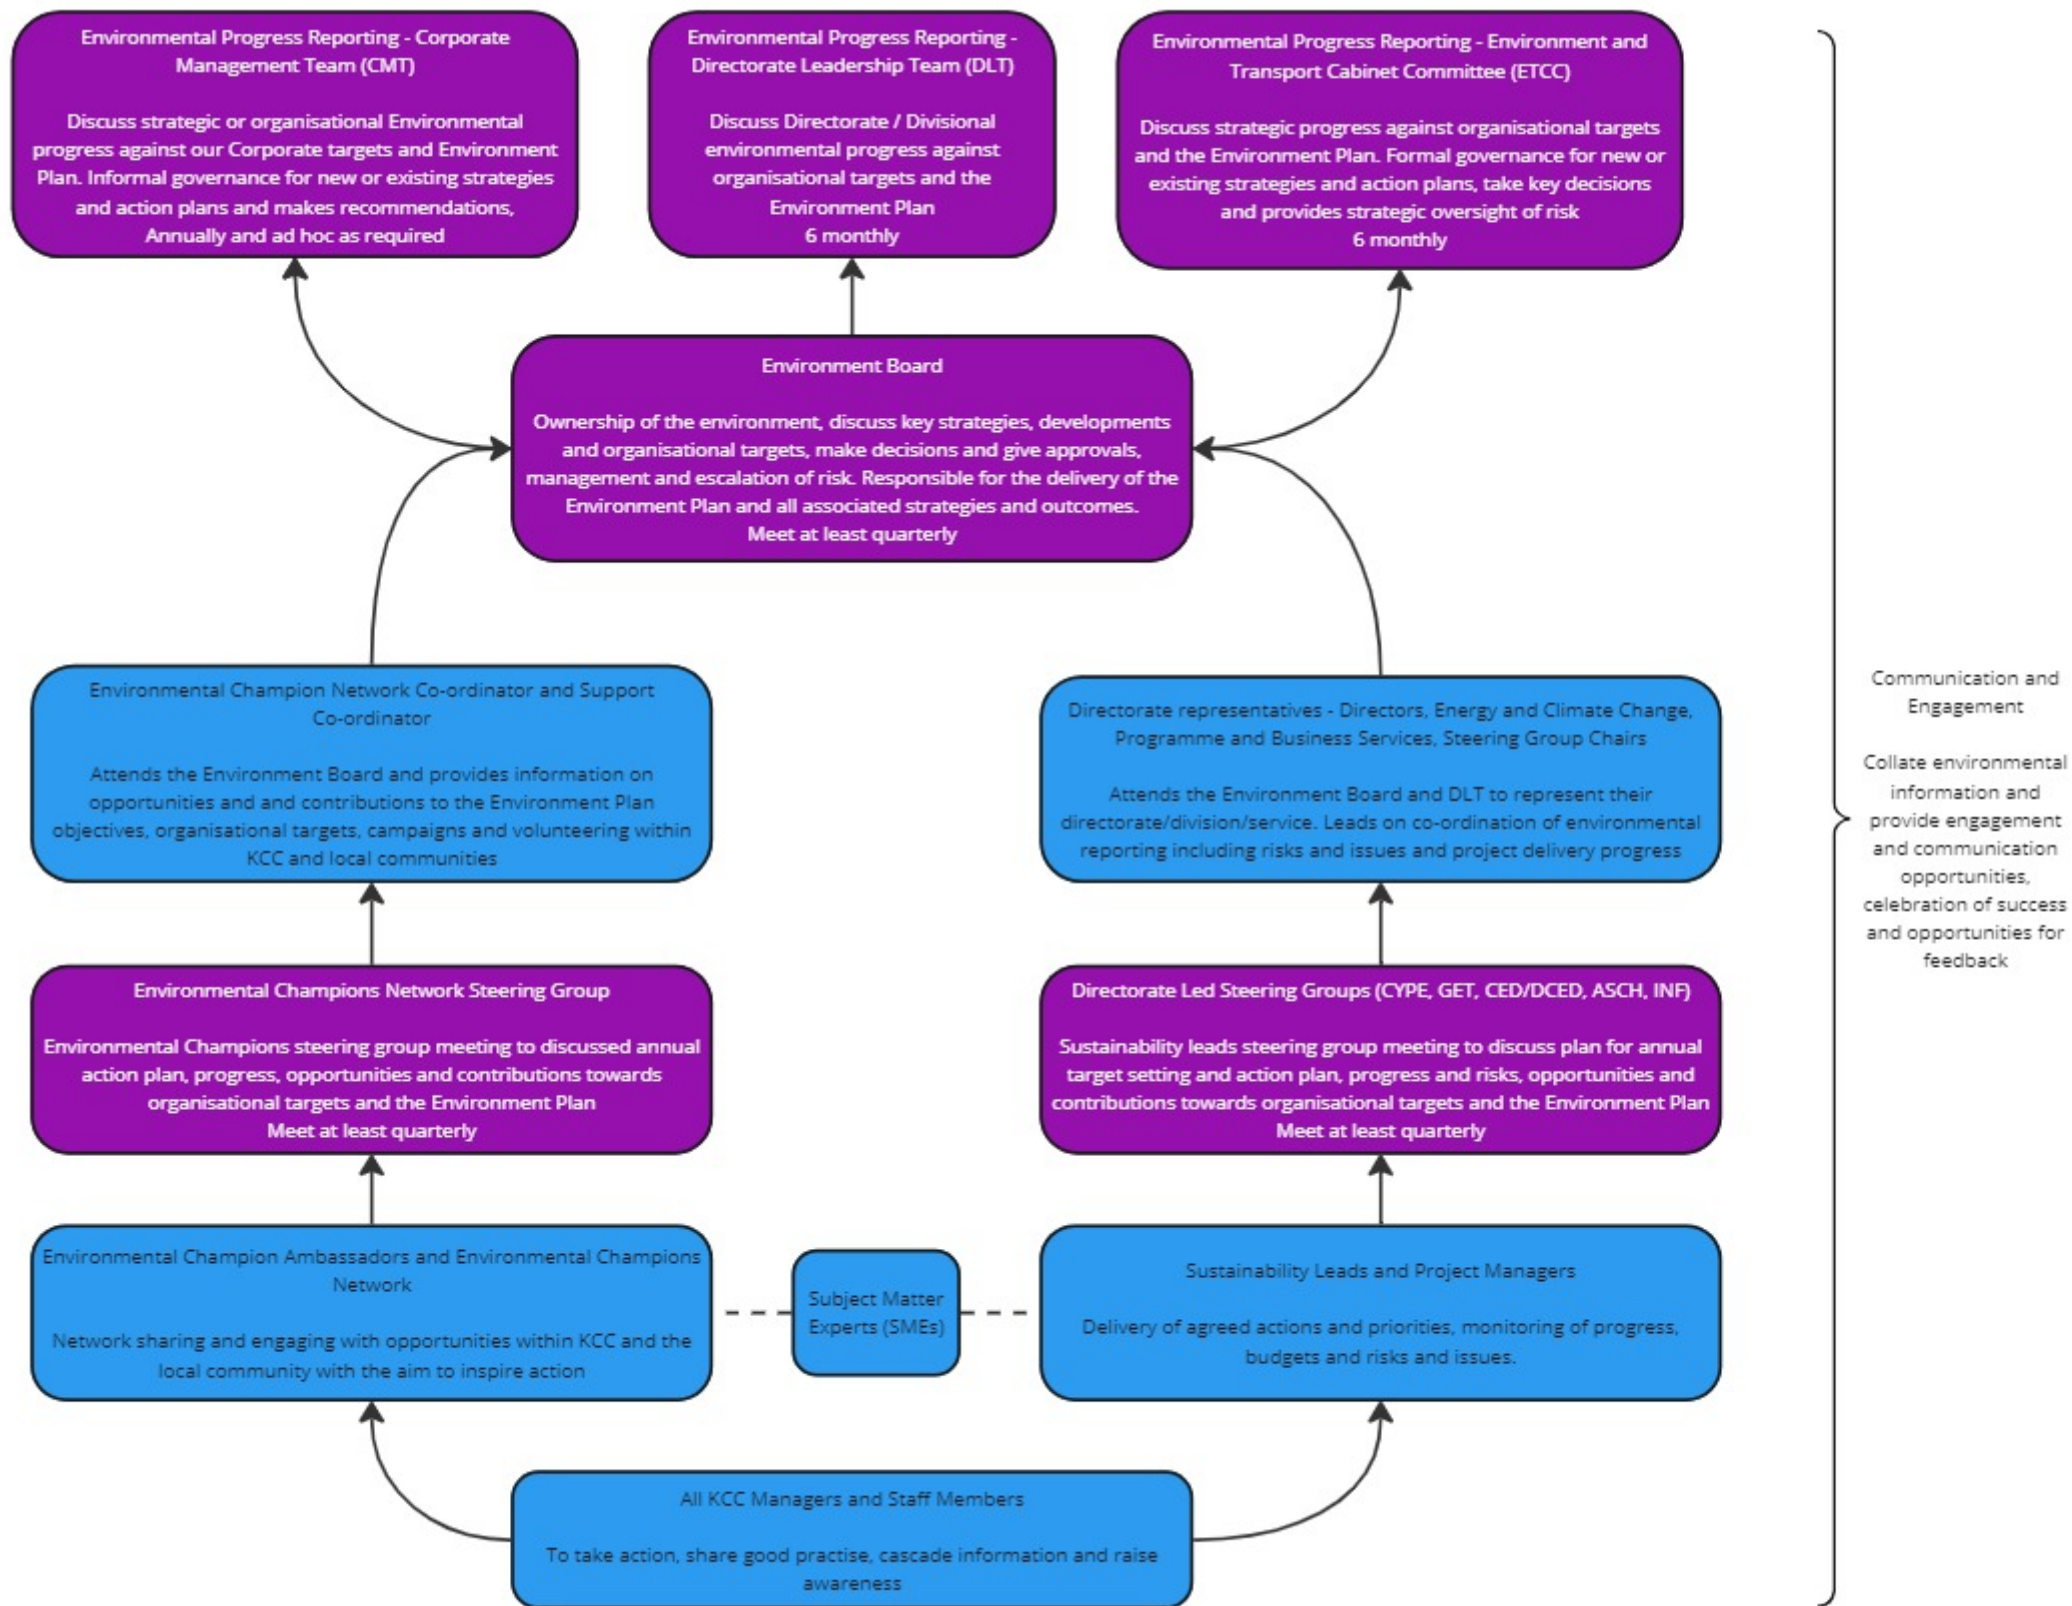 Environmental Progress Reporting - Corporate
Management Team (CMT)
Discuss strategic or organisational Environmental
progress against our Corporate targets and Environment
Plan. Informal governance for new or existing strategies
and action plans and makes recommendations,
Annually and ad hoc as required
Environmental Progress Reporting -
Directorate Leadership Team (DLT)
Discuss Directorate / Divisional
environmental progress against
organisational targets and the
Environment Plan
6 monthly
Environmental Progress Reporting - Environment and
Transport Cabinet Committee (ETCC)
Discuss strategic progress against organisational targets
and the Environment Plan. Formal governance for new or
existing strategies and action plans, take key decisions
and provides strategic oversight of risk
6 monthly
Environment Board
Ownership of the environment, discuss key strategies, developments
and organisational targets, make decisions and give approvals,
management and escalation of risk. Responsible for the delivery of the
Environment Plan and all associated strategies and outcomes.
Meet at least quarterly
Environmental Champion Network Co-ordinator and Support
Co-ordinator
Attends the Environment Board and provides information on
opportunities and and contributions to the Environment Plan
objectives, organisational targets, campaigns and volunteering within
KCC and local communities
Directorate representatives - Directors, Energy and Climate Change,
Programme and Business Services, Steering Group Chairs
Attends the Environment Board and DLT to represent their
directorate/division/service. Leads on co-ordination of environmental
reporting including risks and issues and project delivery progress
Environmental Champions Network Steering Group
Environmental Champions steering group meeting to discussed annual
action plan, progress, opportunities and contributions towards
organisational targets and the Environment Plan
Meet at least quarterly
Directorate Led Steering Groups (CYPE, GET, CED/DCED, ASCH, INF)
Sustainability leads steering group meeting to discuss plan for annual
target setting and action plan, progress and risks, opportunities and
contributions towards organisational targets and the Environment Plan
Meet at least quarterly
Environmental Champion Ambassadors and Environmental Champions
Network
Network sharing and engaging with opportunities within KCC and the
local community with the aim to inspire action
Subject Matter
Experts (SMEs)
Sustainability Leads and Project Managers
Delivery of agreed actions and priorities, monitoring of progress,
budgets and risks and issues.
All KCC Managers and Staff Members
To take action, share good practise, cascade information and raise
awareness
Communication and
Engagement
Collate environmental
information and
provide engagement
and communication
opportunities,
celebration of success
and opportunities for
feedback